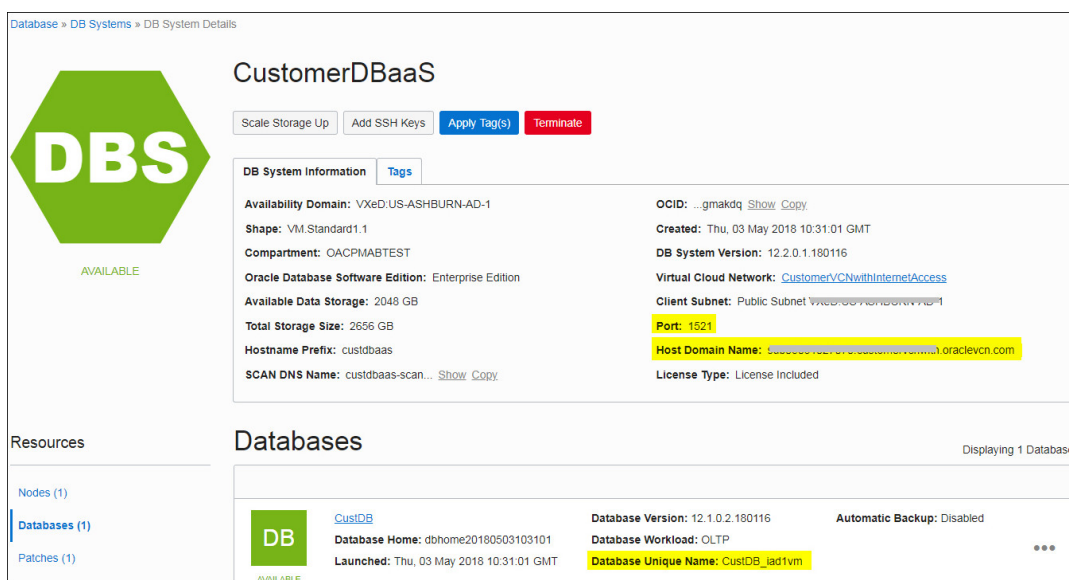 Database » DB Systems » DB System Details
CustomerDBaaS
DBS
AVAILABLE
Scale Storage Up Add SSH Keys Apply Tag(s) Terminate
DB System Information Tags
Availability Domain: VXeD:US-ASHBURN-AD-1
Shape: VM.Standard1.1
Compartment: OACPMABTEST
Oracle Database Software Edition: Enterprise Edition
Available Data Storage: 2048 GB
Total Storage Size: 2656 GB
Hostname Prefix: custdbaas
SCAN DNS Name: custdbaas-scan... Show Copy
OCID: ...gmakdq Show Copy
Created: Thu, 03 May 2018 10:31:01 GMT
DB System Version: 12.2.0.1.180116
Virtual Cloud Network: CustomerVCNwithInternetAccess
Client Subnet: Public Subnet
Port: 1521
Host Domain Name: .oraclevcn.com
License Type: License Included
Resources
Nodes (1)
Databases (1)
Patches (1)
Databases
Displaying 1 Database
DB
AVAILABLE
CustDB
Database Home: dbhome20180503103101
Launched: Thu, 03 May 2018 10:31:01 GMT
Database Version: 12.1.0.2.180116
Database Workload: OLTP
Database Unique Name: CustDB_iad1vm
Automatic Backup: Disabled